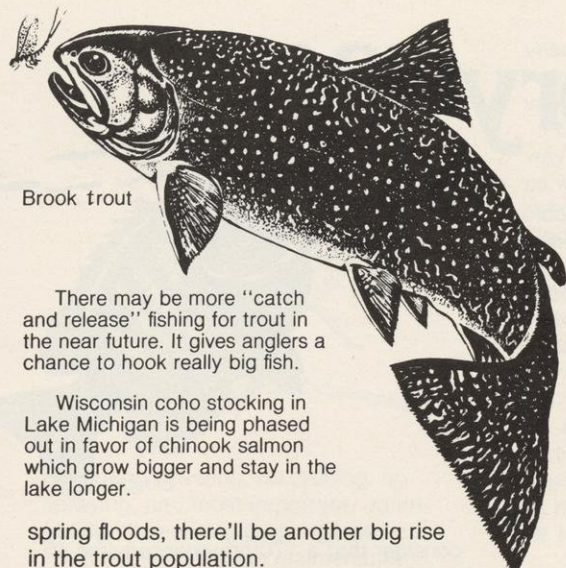 Brook trout
There may be more "catch
and release" fishing for trout in
the near future. It gives anglers a
chance to hook really big fish.
Wisconsin coho stocking in
Lake Michigan is being phased
out in favor of chinook salmon
which grow bigger and stay in the
lake longer.
spring floods, there'll be another big rise
in the trout population.